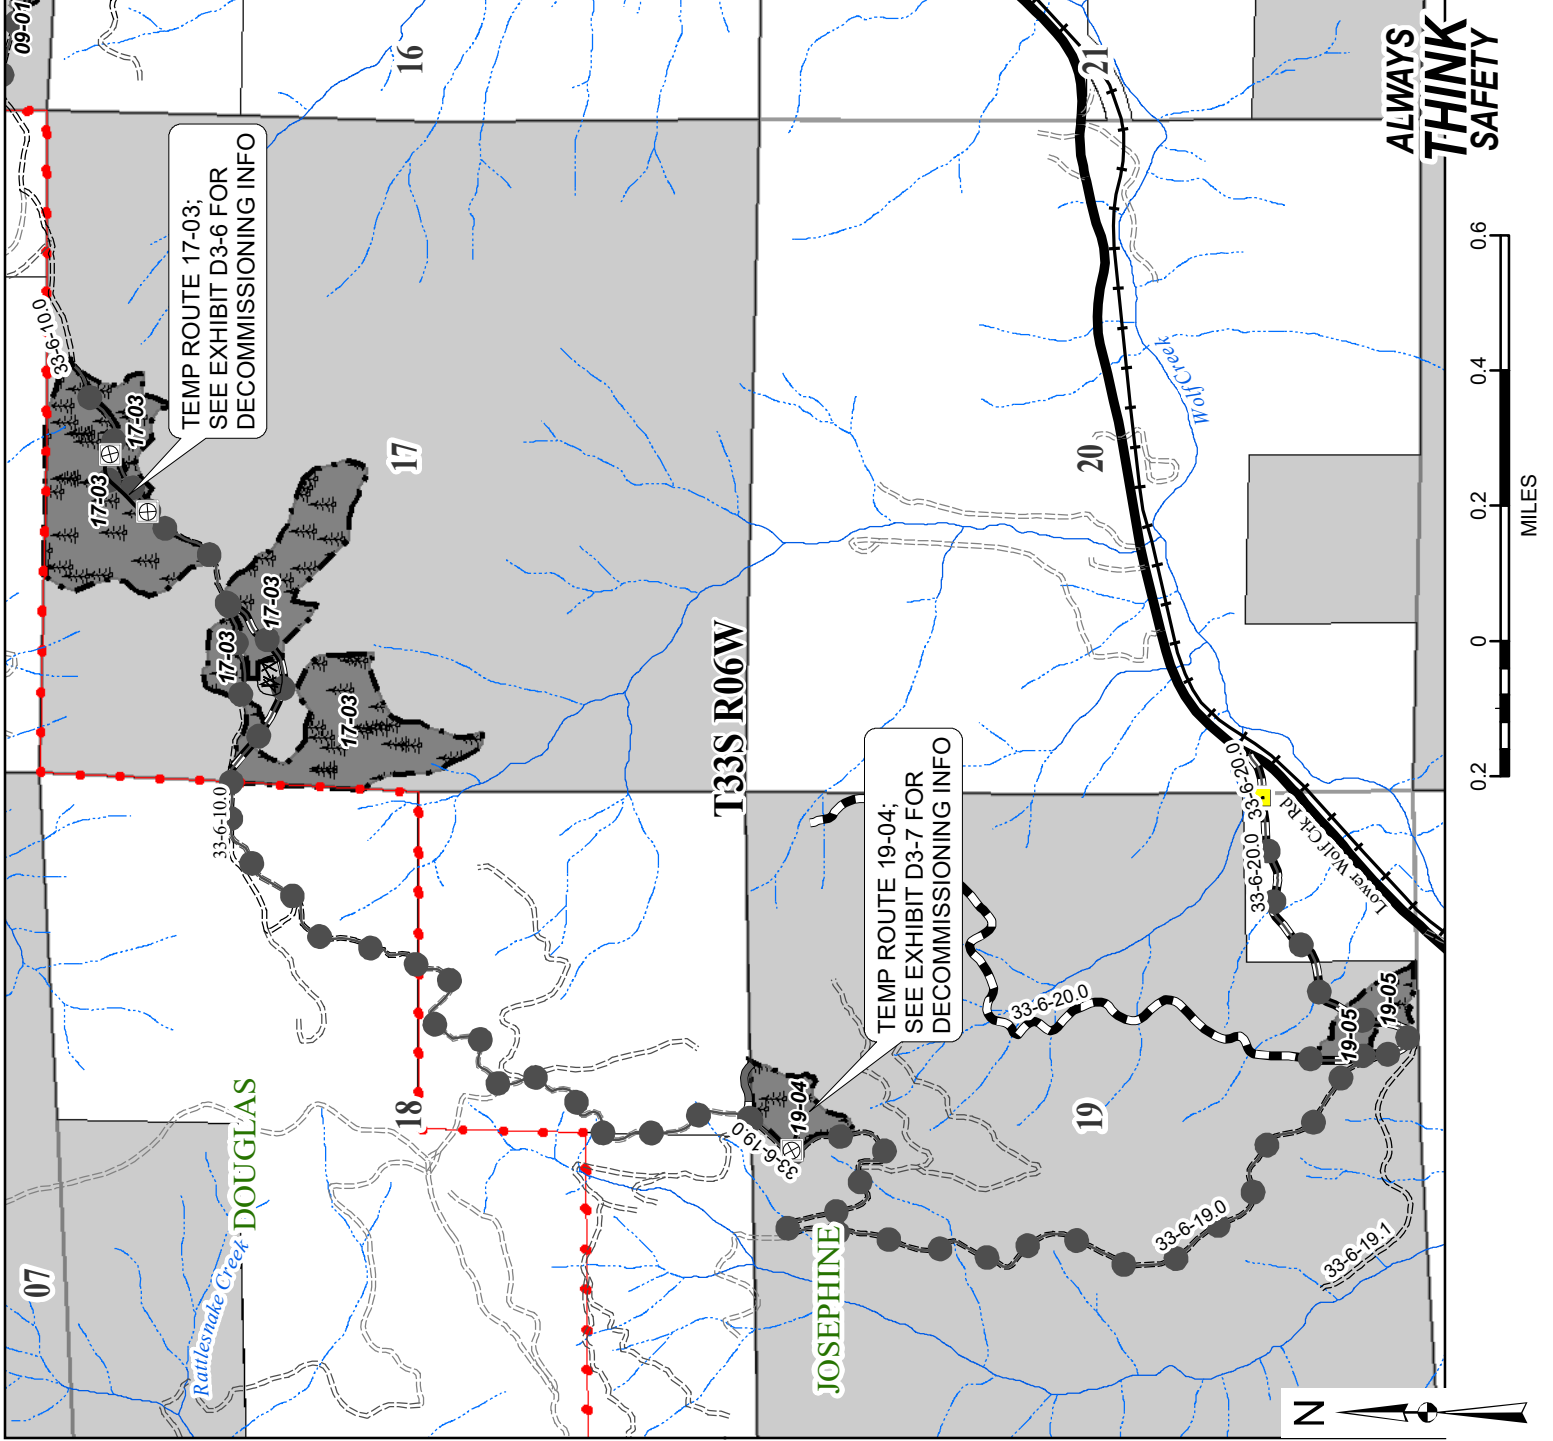 09-01
16
21
ALWAYS
THINK
SAFETY
33-6-10.0
TEMP ROUTE 17-03;
SEE EXHIBIT D3-6 FOR
DECOMMISSIONING INFO
17-03
17-03
17
17-03
17-03
17-03
Wolf Creek
20
T33S R06W
33-6-10.0
TEMP ROUTE 19-04;
SEE EXHIBIT D3-7 FOR
DECOMMISSIONING INFO
33-6-20.0
33-6-20.0
Lower Wolf Crk Rd
33-6-20.0
19-05
19-05
18
DOUGLAS
Rattlesnake Creek
07
19-04
33-6-19.0
19
JOSEPHINE
33-6-19.0
33-6-19.1
0.2
0
0.2
0.4
0.6
MILES
N